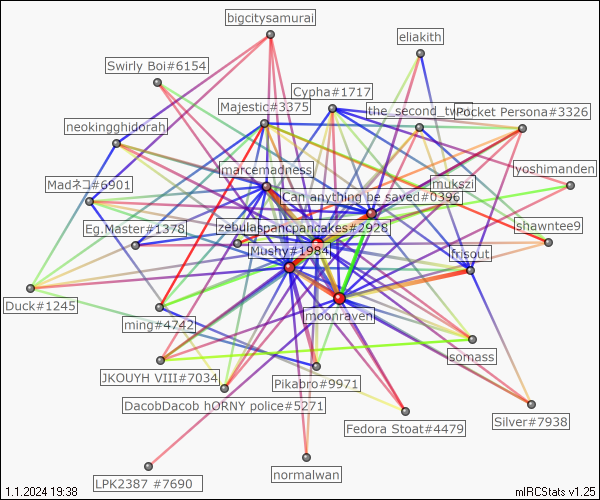 bigcitysamurai
eliakith
Swirly Boi#6154
Cypha#1717
Majestic#3375
the_second_tw
Pocket Persona#3326
neokingghidorah
marcemadness
yoshimanden
Madネコ#6901
mukszi
Can anything be saved#0396
Eg.Master#1378
zebula
spancpancakes#2928
shawntee9
Mushy#1984
frisout
Duck#1245
moonraven
ming#4742
somass
JKOUYH VIII#7034
Pikabro#9971
DacobDacob hORNY police#5271
Silver#7938
Fedora Stoat#4479
normalwan
LPK2387 #7690
1.1.2024 19:38
mIRCStats v1.25